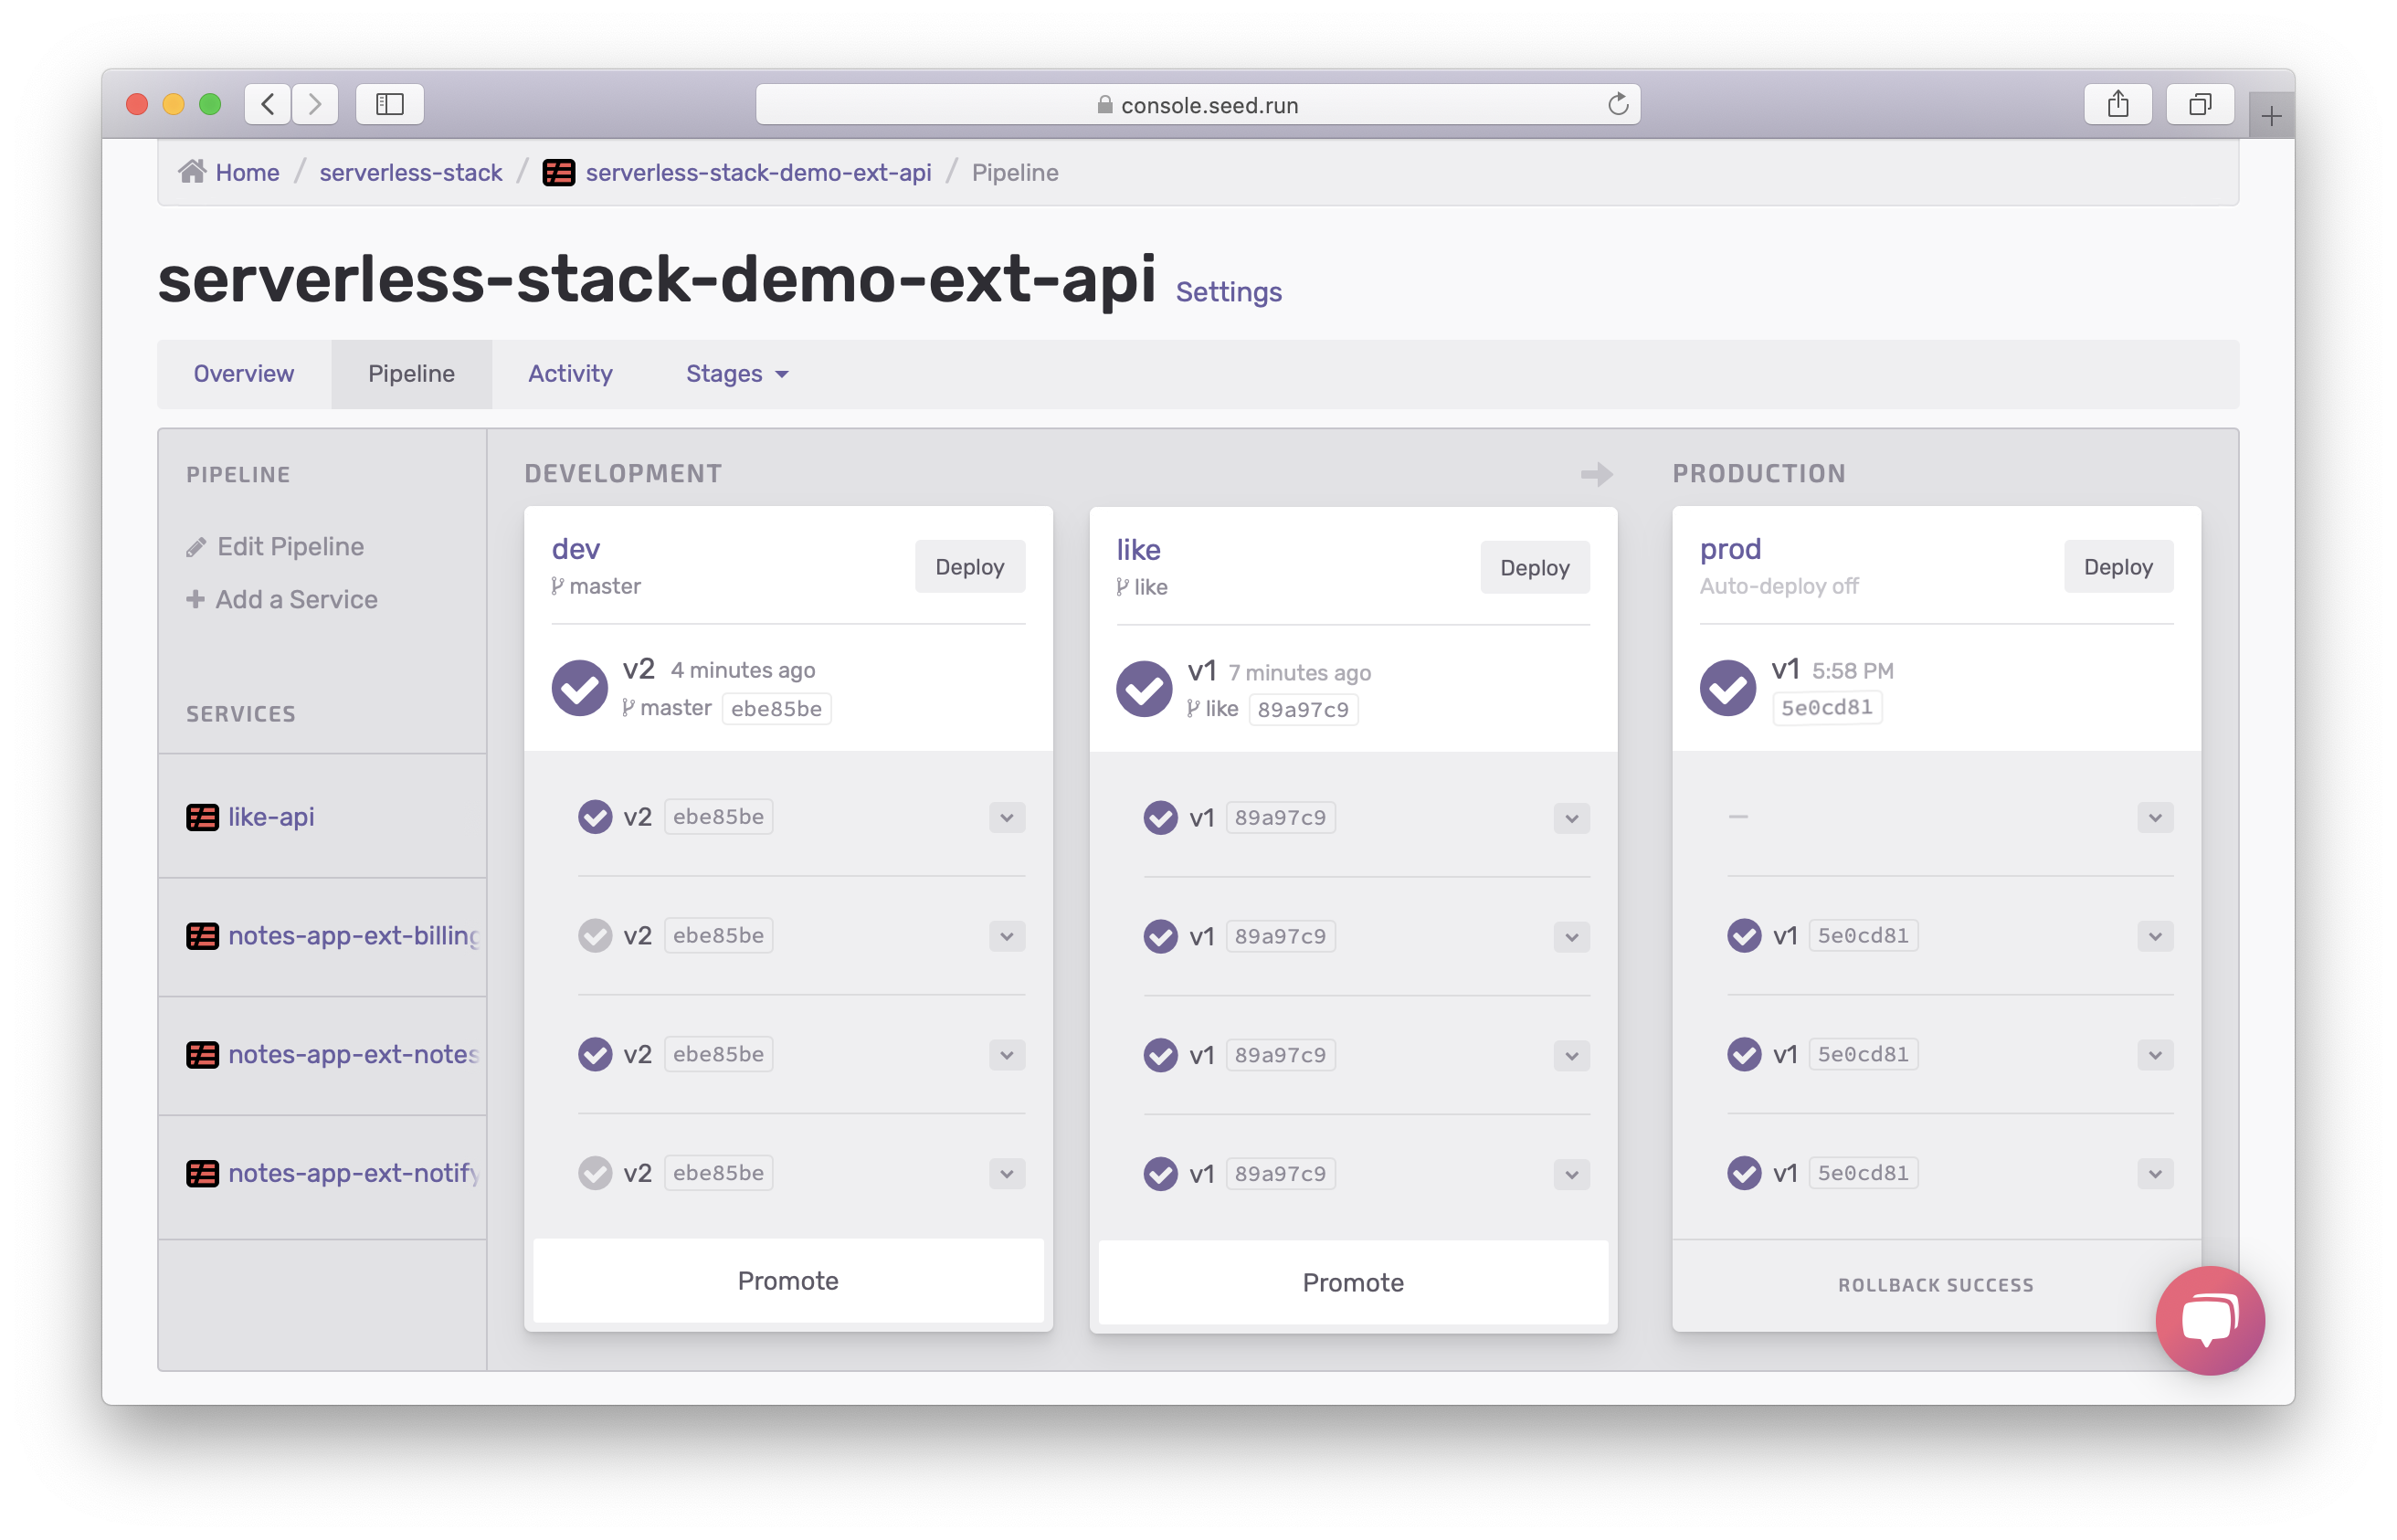 console.seed.run
Home / serverless-stack / serverless-stack-demo-ext-api / Pipeline
serverless-stack-demo-ext-api Settings
Overview Pipeline Activity Stages
PIPELINE
Edit Pipeline
Add a Service
SERVICES
like-api
notes-app-ext-billing
notes-app-ext-notes
notes-app-ext-notify
DEVELOPMENT
dev
master
Deploy
v2 4 minutes ago
master ebe85be
v2 ebe85be
v2 ebe85be
v2 ebe85be
v2 ebe85be
Promote
like
like
Deploy
v1 7 minutes ago
like 89a97c9
v1 89a97c9
v1 89a97c9
v1 89a97c9
v1 89a97c9
Promote
PRODUCTION
prod
Auto-deploy off
Deploy
v1 5:58 PM
5e0cd81
–
v1 5e0cd81
v1 5e0cd81
v1 5e0cd81
ROLLBACK SUCCESS